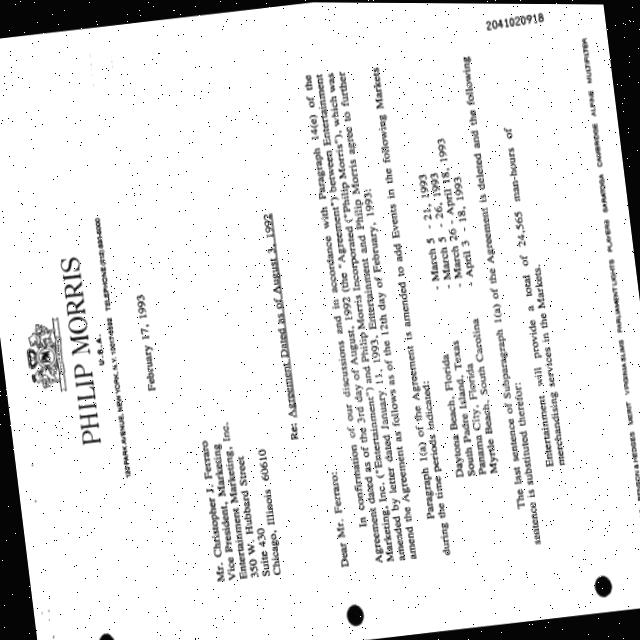 2041020918
PHILIP MORRIS
U.S.A.
120 PARK AVENUE, NEW YORK, N.Y. TELEPHONE
February 17, 1993
Mr. Christopher J. Ferraro
Vice President, Marketing
Entertainment Marketing, Inc.
350 W. Hubbard Street
Suite 430
Chicago, Illinois 60610
Re: Agreement Dated as of August 3, 1992
Dear Mr. Ferraro:
In confirmation of our discussions and in accordance with Paragraph 14(e) of the
Agreement dated as of the 3rd day of August, 1992 (the "Agreement") between Entertainment
Marketing, Inc. ("Entertainment") and Philip Morris Incorporated ("Philip Morris"), which was
amended by letter dated January 13, 1993, Entertainment and Philip Morris agree to further
amend the Agreement as follows as of the 12th day of February, 1993:
Paragraph 1(a) of the Agreement is amended to add Events in the following Markets
during the time periods indicated:
Daytona Beach, Florida - March 5 - 21, 1993
South Padre Island, Texas - March 5 - 26, 1993
Panama City, Florida - March 26 - April 18, 1993
Myrtle Beach, South Carolina - April 3 - 18, 1993
The last sentence of Subparagraph 1(a) of the Agreement is deleted and the following
sentence is substituted therefor:
Entertainment will provide a total of 24,565 man-hours of
merchandising services in the Markets.
BENSON & HEDGES MERIT VIRGINIA SLIMS PARLIAMENT LIGHTS PLAYERS SARATOGA CAMBRIDGE ALPINE MULTIFILTER